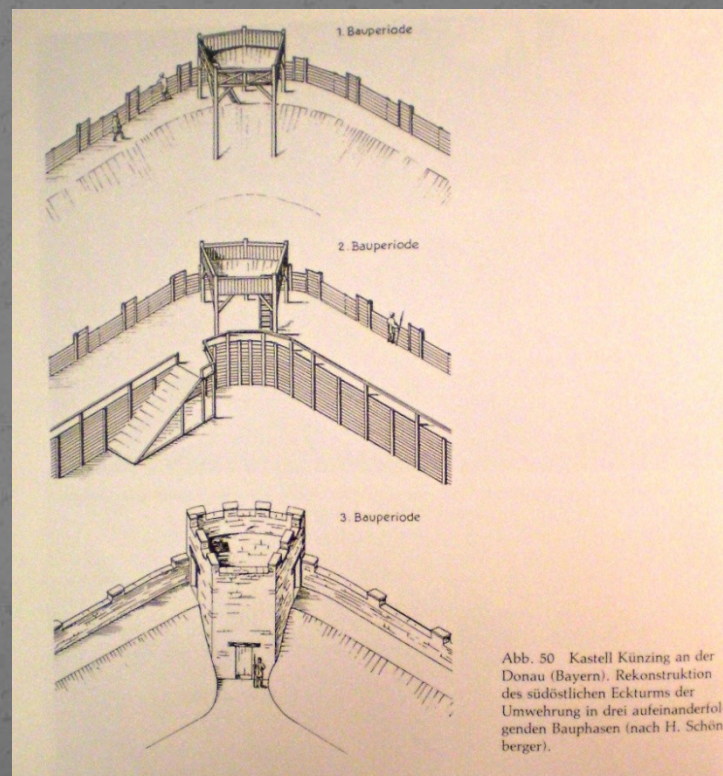 1. Bauperiode
2. Bauperiode
3. Bauperiode
Abb. 50 Kastell Künzing an der
Donau (Bayern). Rekonstruktion
des südöstlichen Eckturms der
Umwehrung in drei aufeinanderfol-
genden Bauphasen (nach H. Schön-
berger).